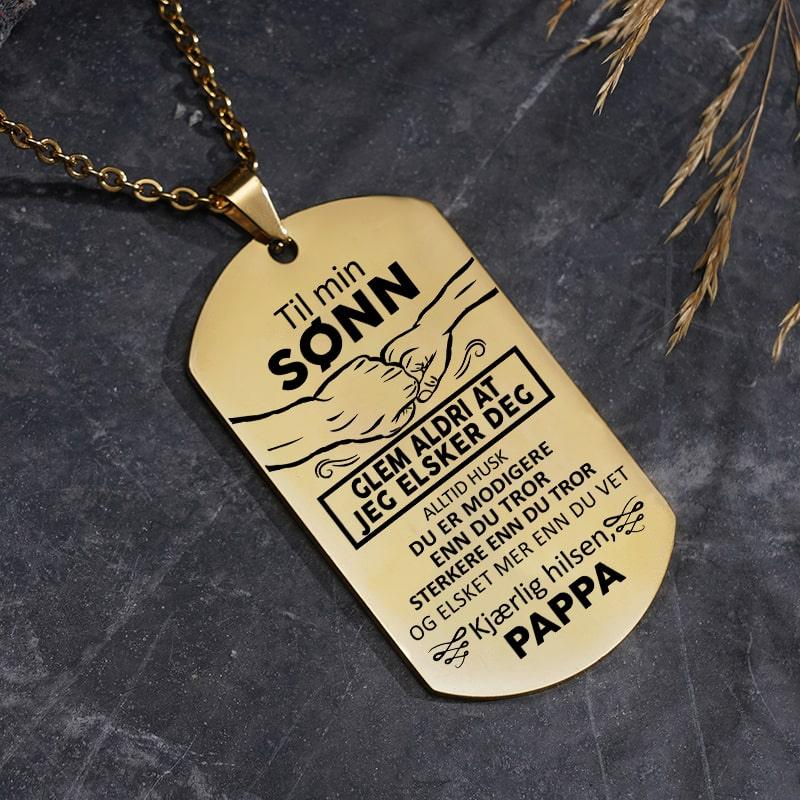 Til min
SØNN
GLEM ALDRI AT
JEG ELSKER DEG
ALLTID HUSK
DU ER MODIGERE
ENN DU TROR
STERKERE ENN DU TROR
OG ELSKET MER ENN DU VET
Kjærlig hilsen,
PAPPA